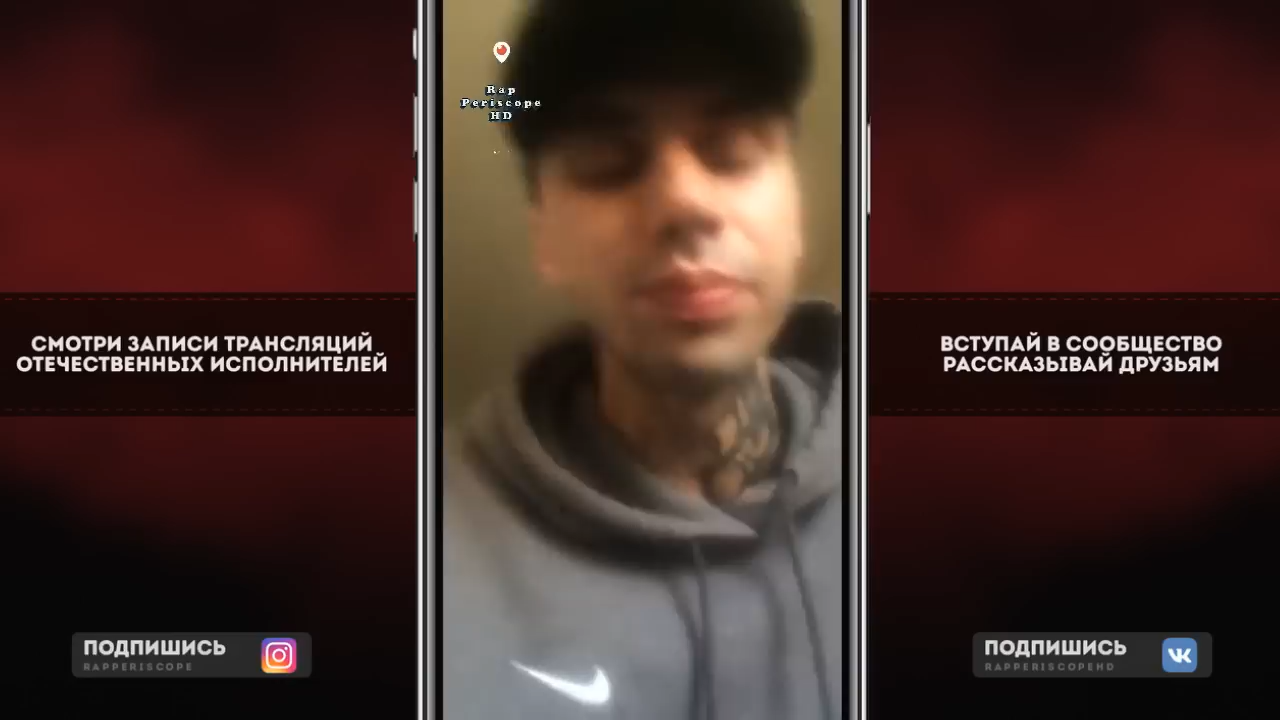 Rap
Periscope
HD
СМОТРИ ЗАПИСИ ТРАНСЛЯЦИЙ
ОТЕЧЕСТВЕННЫХ ИСПОЛНИТЕЛЕЙ
ВСТУПАЙ В СООБЩЕСТВО
РАССКАЗЫВАЙ ДРУЗЬЯМ
ПОДПИШИСЬ
RAPPERISCOPE
ПОДПИШИСЬ
RAPPERISCOPEHD